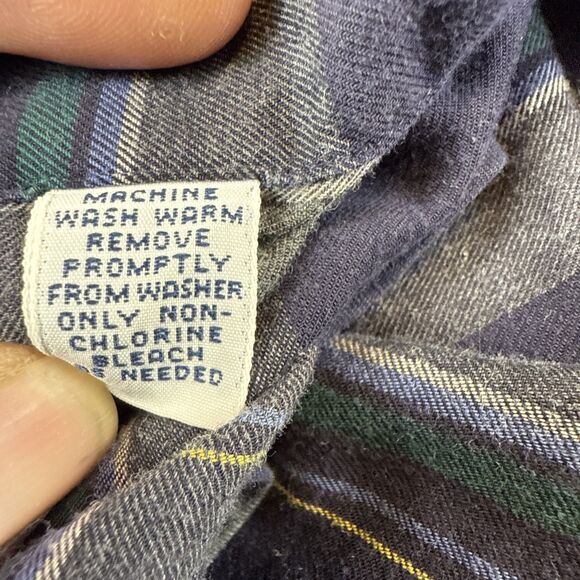 MACHINE
WASH WARM
REMOVE
PROMPTLY
FROM WASHER
ONLY NON-
CHLORINE
BLEACH
NEEDED